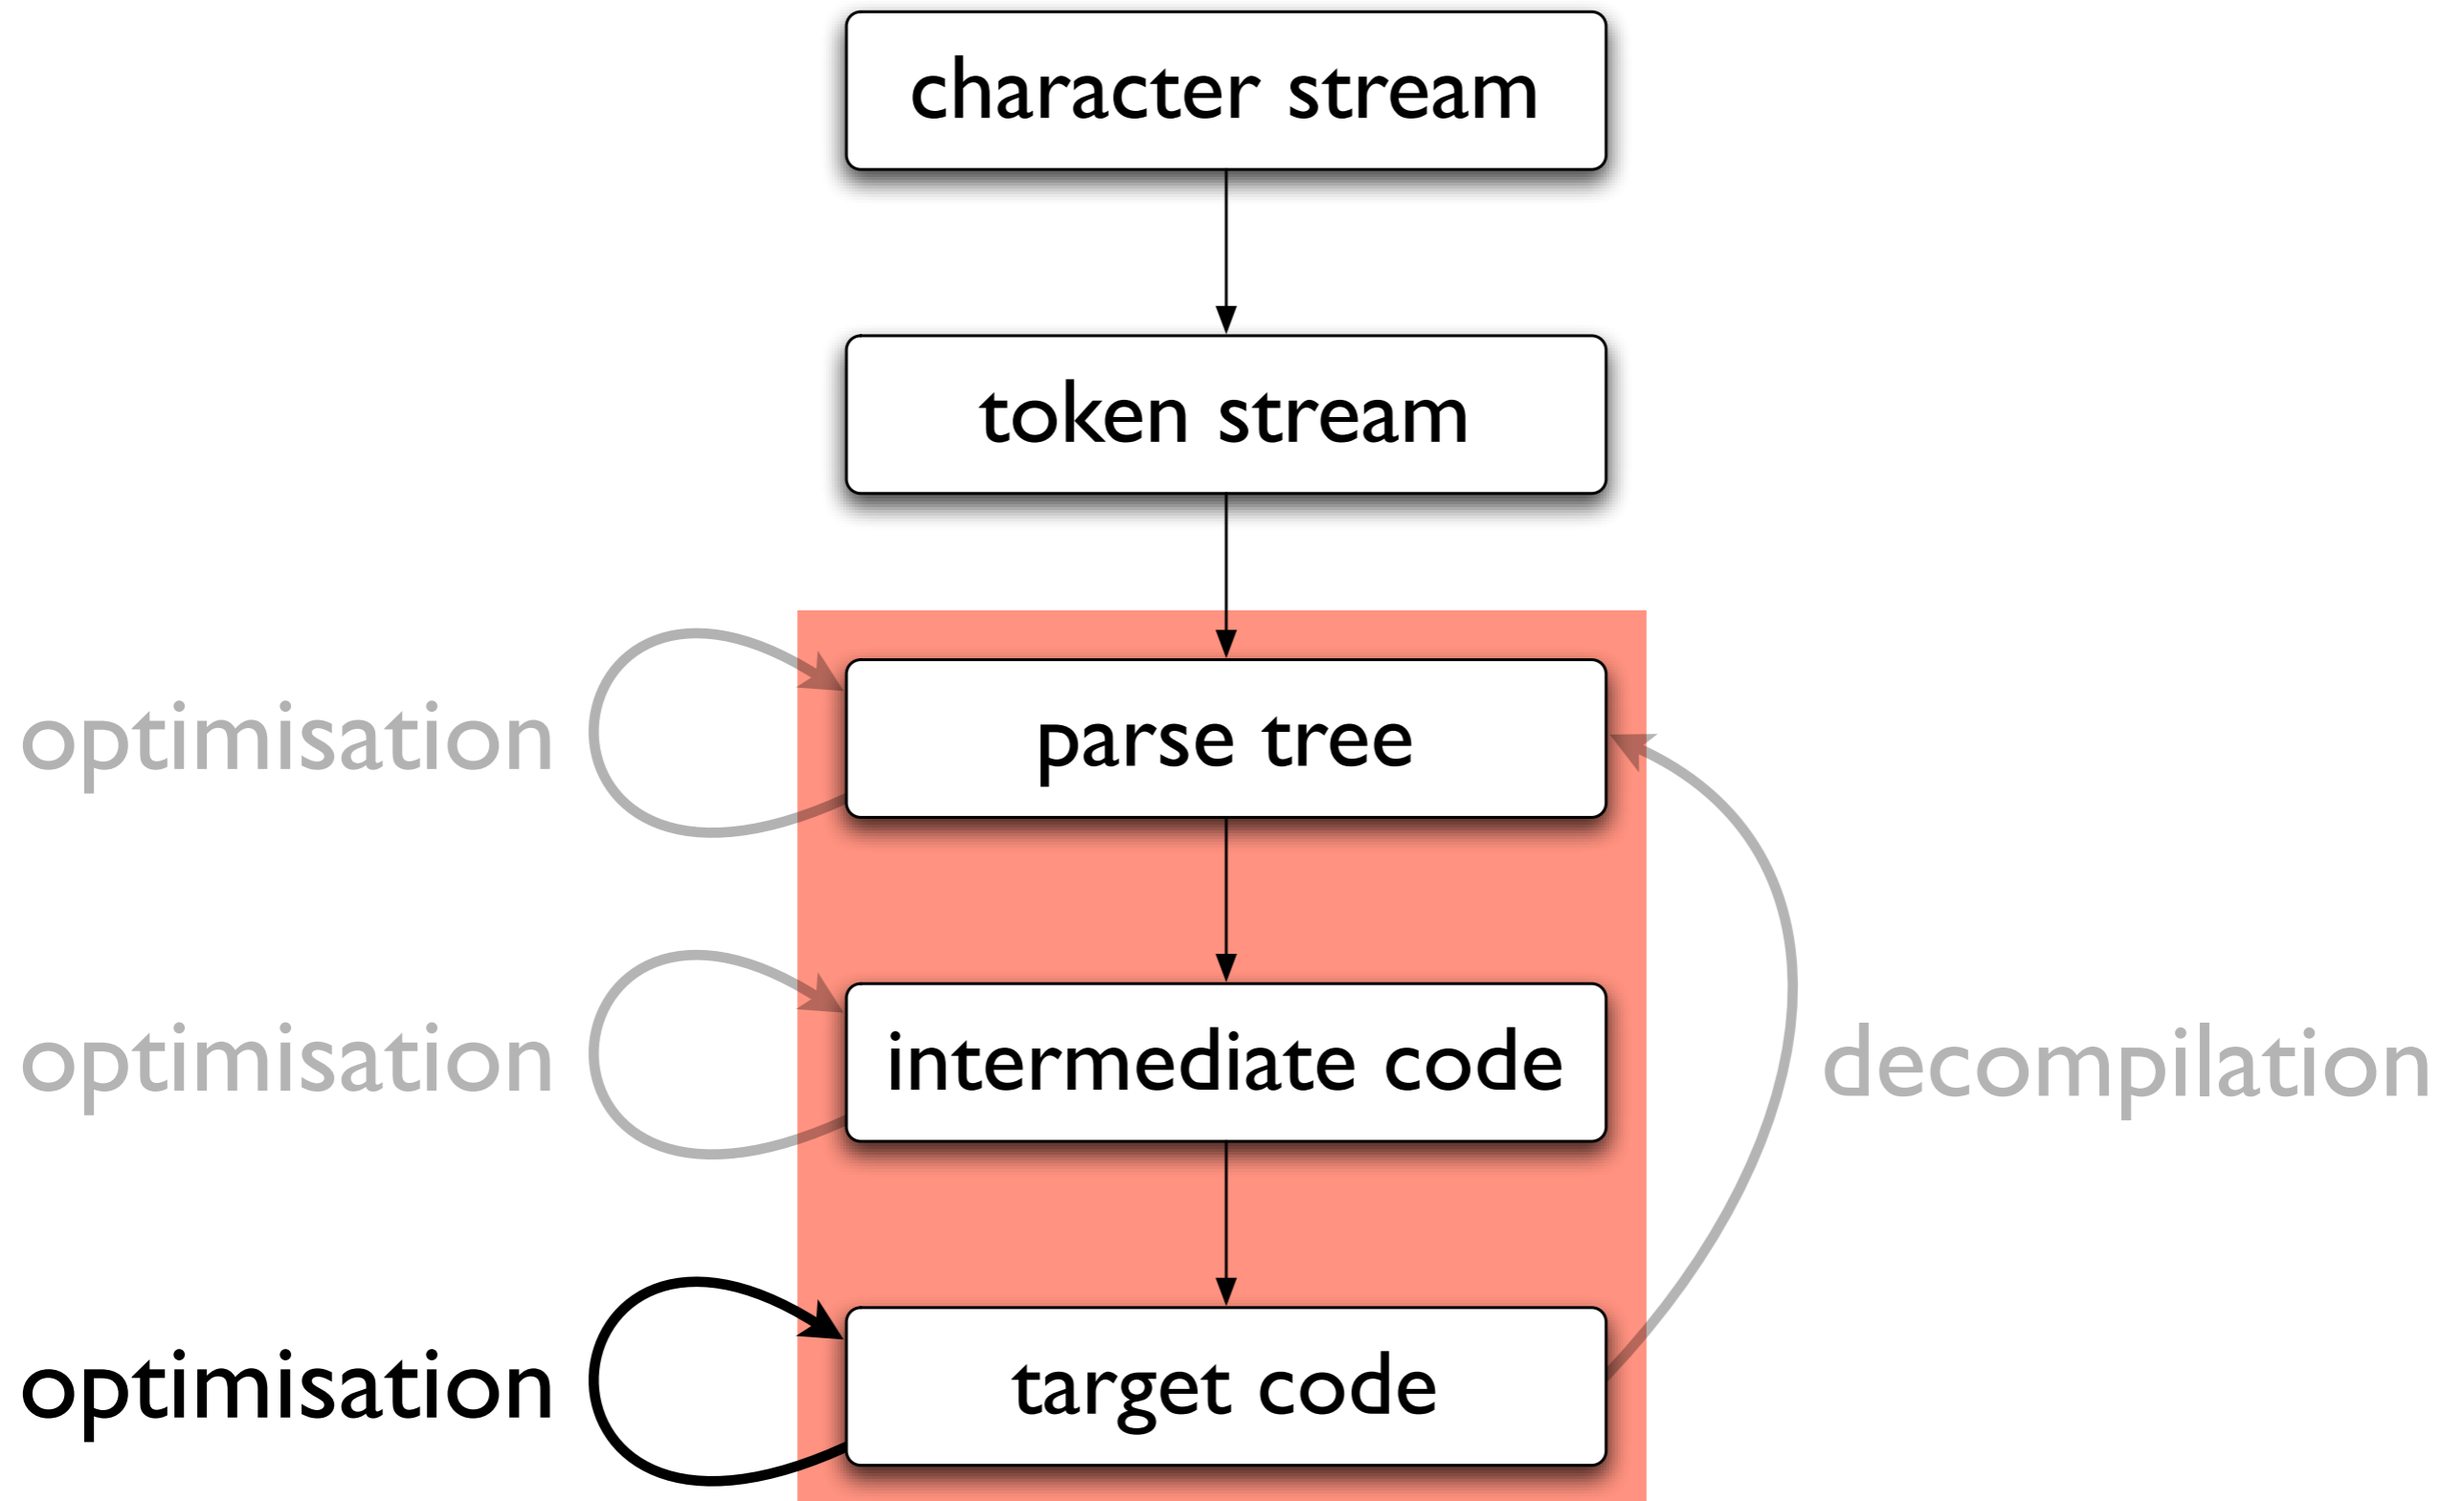 character stream
token stream
optimisation
parse tree
optimisation
intermediate code
decompilation
optimisation
target code